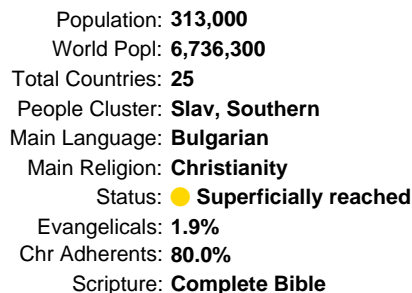 Population: 313,000
World Popl: 6,736,300
Total Countries: 25
People Cluster: Slav, Southern
Main Language: Bulgarian
Main Religion: Christianity
Status: Superficially reached
Evangelicals: 1.9%
Chr Adherents: 80.0%
Scripture: Complete Bible